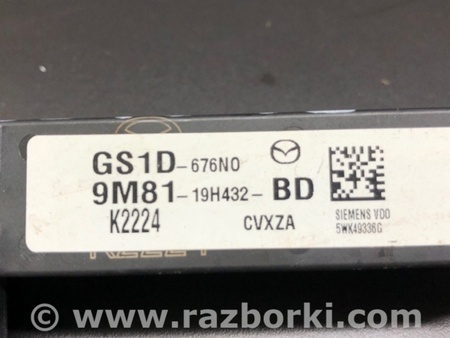 GS1D-676N0
9M81-19H432-BD
K2224 CVXZA
SIEMENS VDO
5WK49336G
© www.razborki.com